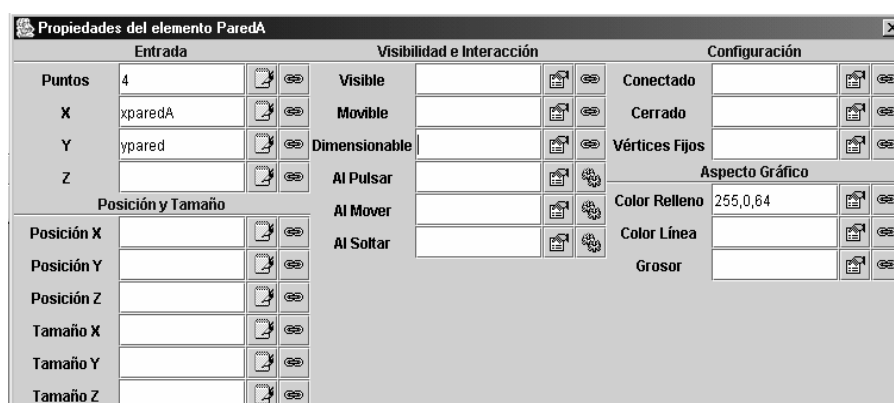 Propiedades del elemento ParedA
Entrada
Puntos 4
X xparedA
Y ypared
Z
Posición y Tamaño
Posición X
Posición Y
Posición Z
Tamaño X
Tamaño Y
Tamaño Z
Visibilidad e Interacción
Visible
Movible
Dimensionable
Al Pulsar
Al Mover
Al Soltar
Configuración
Conectado
Cerrado
Vértices Fijos
Aspecto Gráfico
Color Relleno 255,0,64
Color Línea
Grosor